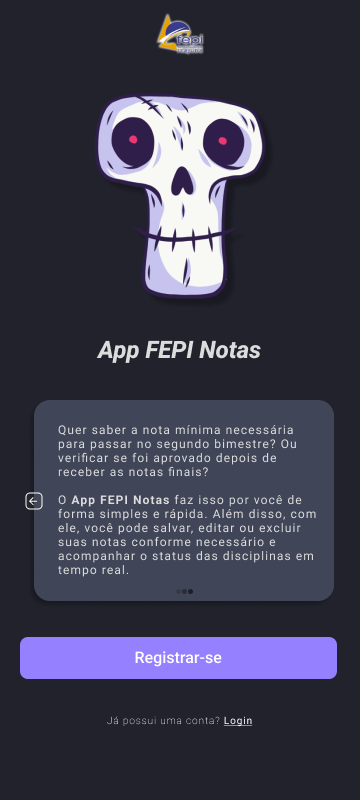 fepi
App FEPI Notas
Quer saber a nota mínima necessária
para passar no segundo bimestre? Ou
verificar se foi aprovado depois de
receber as notas finais?
O App FEPI Notas faz isso por você de
forma simples e rápida. Além disso, com
ele, você pode salvar, editar ou excluir
suas notas conforme necessário e
acompanhar o status das disciplinas em
tempo real.
Registrar-se
Já possui uma conta? Login